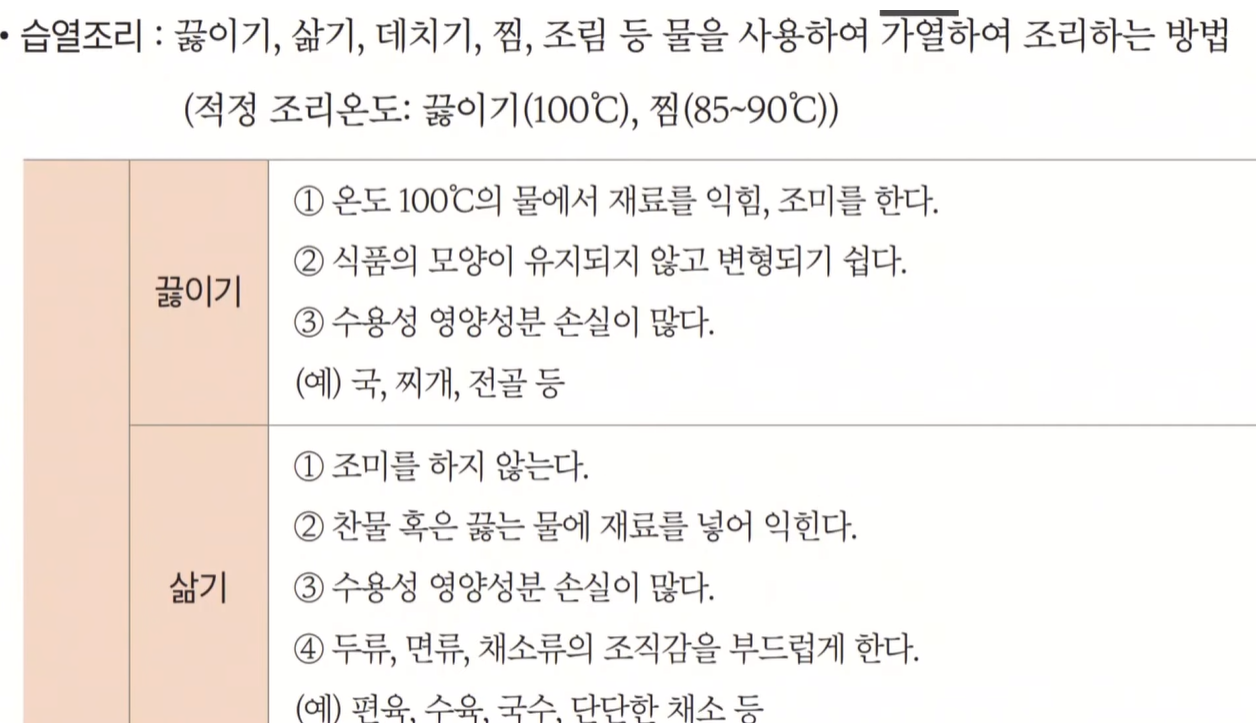 • 습열조리 : 끓이기, 삶기, 데치기, 찜, 조림 등 물을 사용하여 가열하여 조리하는 방법
(적정 조리온도: 끓이기(100℃), 찜(85~90℃))
끓이기
① 온도 100℃의 물에서 재료를 익힘, 조미를 한다.
② 식품의 모양이 유지되지 않고 변형되기 쉽다.
③ 수용성 영양성분 손실이 많다.
(예) 국, 찌개, 전골 등
삶기
① 조미를 하지 않는다.
② 찬물 혹은 끓는 물에 재료를 넣어 익힌다.
③ 수용성 영양성분 손실이 많다.
④ 두류, 면류, 채소류의 조직감을 부드럽게 한다.
(예) 편육, 수육, 국수, 단단한 채소 등